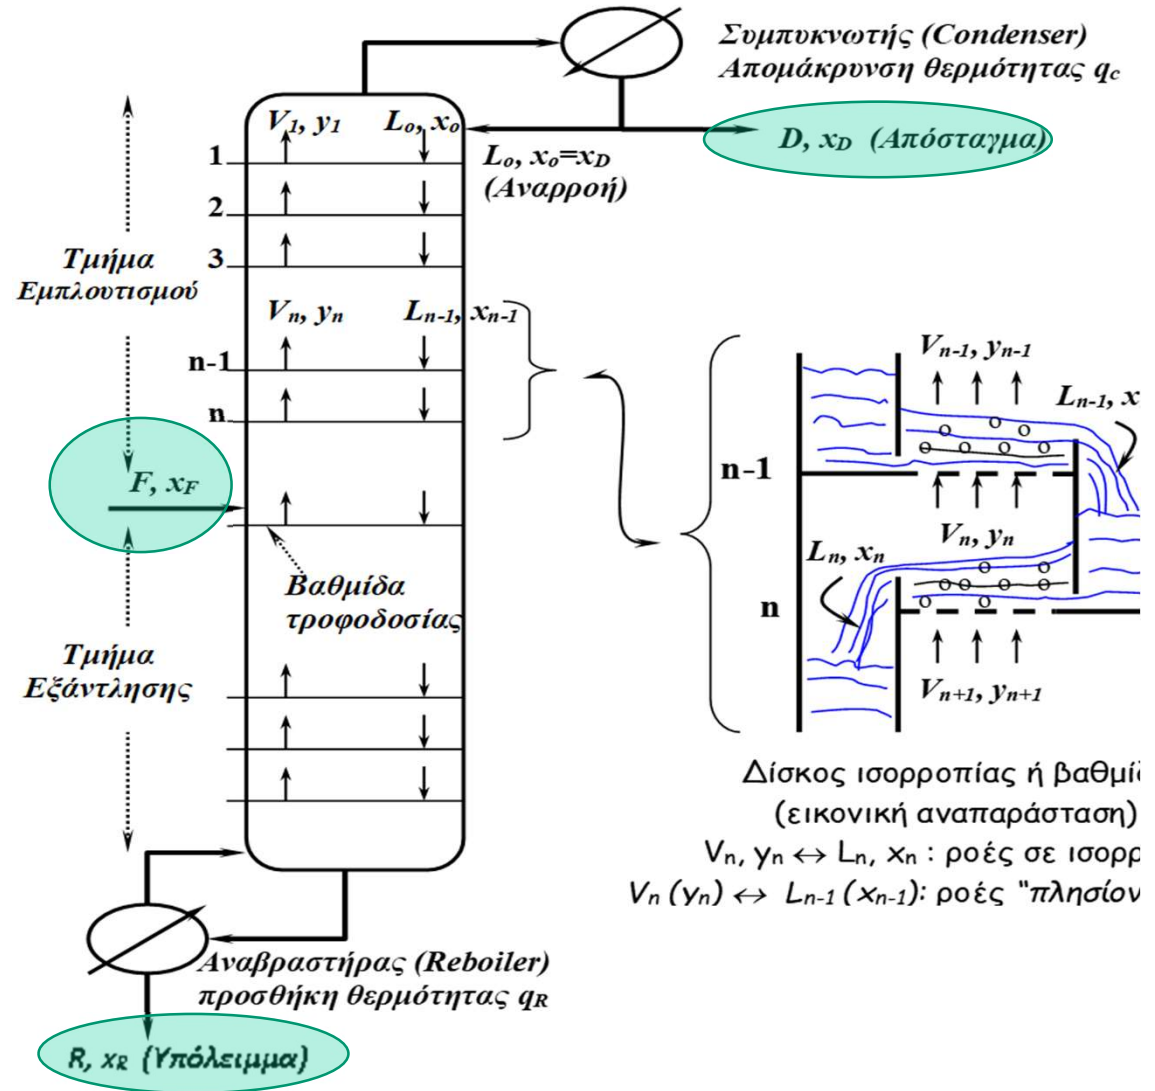 Συμπυκνωτής (Condenser)
Απομάκρυνση θερμότητας qc
V1, y1
Lo, xo
D, xD (Απόσταγμα)
1
Lo, xo=xD
(Αναρροή)
2
3
Τμήμα
Εμπλουτισμού
Vn, yn
Ln-1, xn-1
n-1
n
F, xF
Βαθμίδα
τροφοδοσίας
Τμήμα
Εξάντλησης
Vn-1, yn-1
Ln-1, x
n-1
Vn, yn
Ln, xn
n
Vn+1, yn+1
Δίσκος ισορροπίας ή βαθμί
(εικονική αναπαράσταση)
Vn, yn ↔ Ln, xn : ροές σε ισορρ
Vn (yn) ↔ Ln-1 (xn-1): ροές "πλησίον
Αναβραστήρας (Reboiler)
προσθήκη θερμότητας qR
R, xR (Υπόλειμμα)